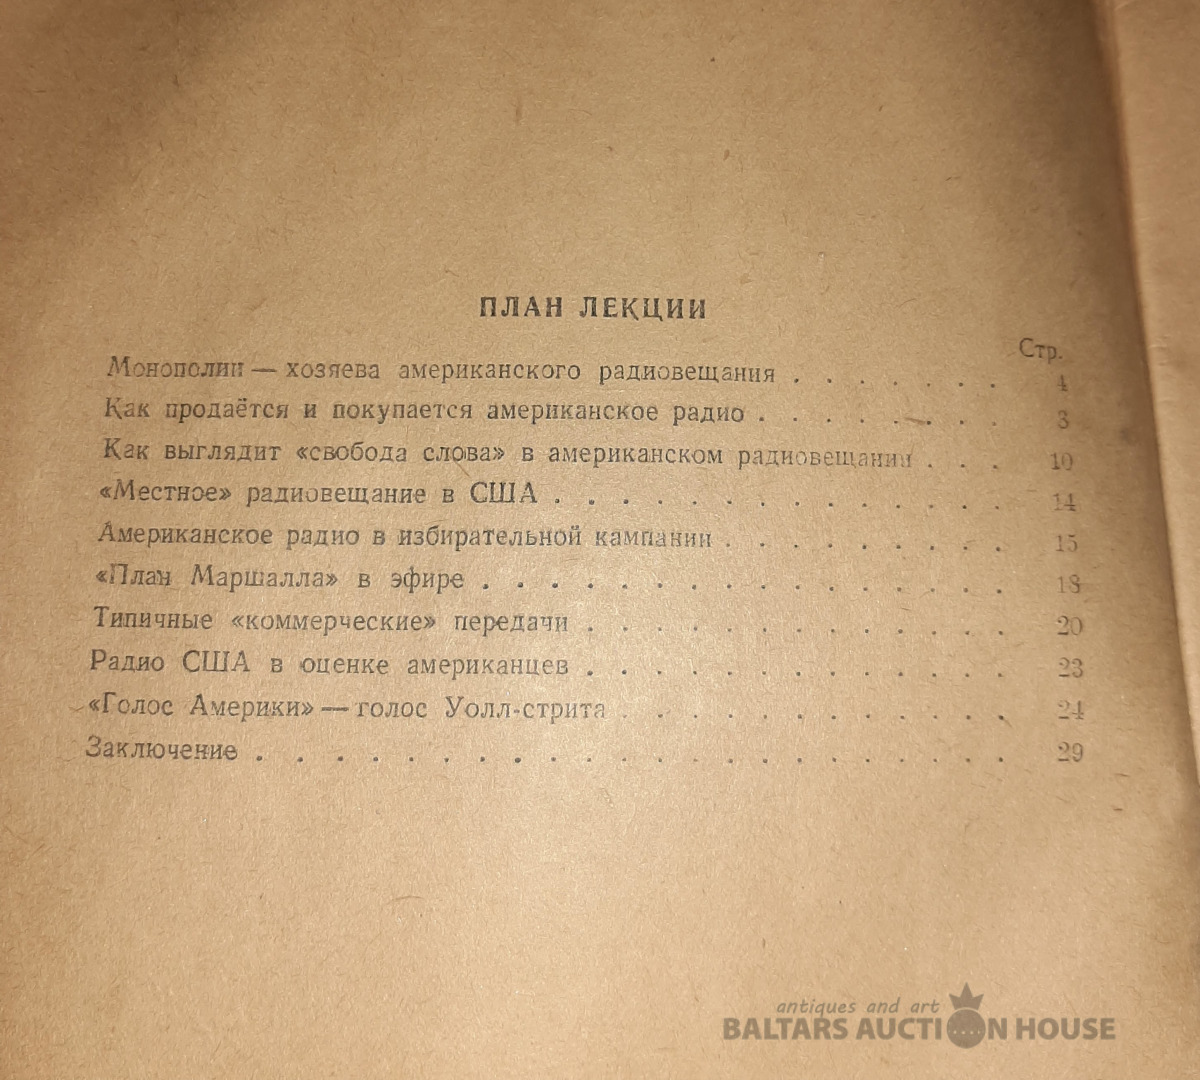 ПЛАН ЛЕКЦИИ
Стр.
Монополии — хозяева американского радиовещания . . . . . . 4
Как продаётся и покупается американское радио . . . . . . . 3
Как выглядит «свобода слова» в американском радиовещании . . . 10
«Местное» радиовещание в США . . . . . . . . . . . . . 14
Американское радио в избирательной кампании . . . . . . . . 15
«План Маршалла» в эфире . . . . . . . . . . . . . . . 18
Типичные «коммерческие» передачи . . . . . . . . . . . . 20
Радио США в оценке американцев . . . . . . . . . . . . 23
«Голос Америки» — голос Уолл-стрита . . . . . . . . . . . 24
Заключение . . . . . . . . . . . . . . . . . . . . . 29
antiques and art
BALTARS AUCTION HOUSE